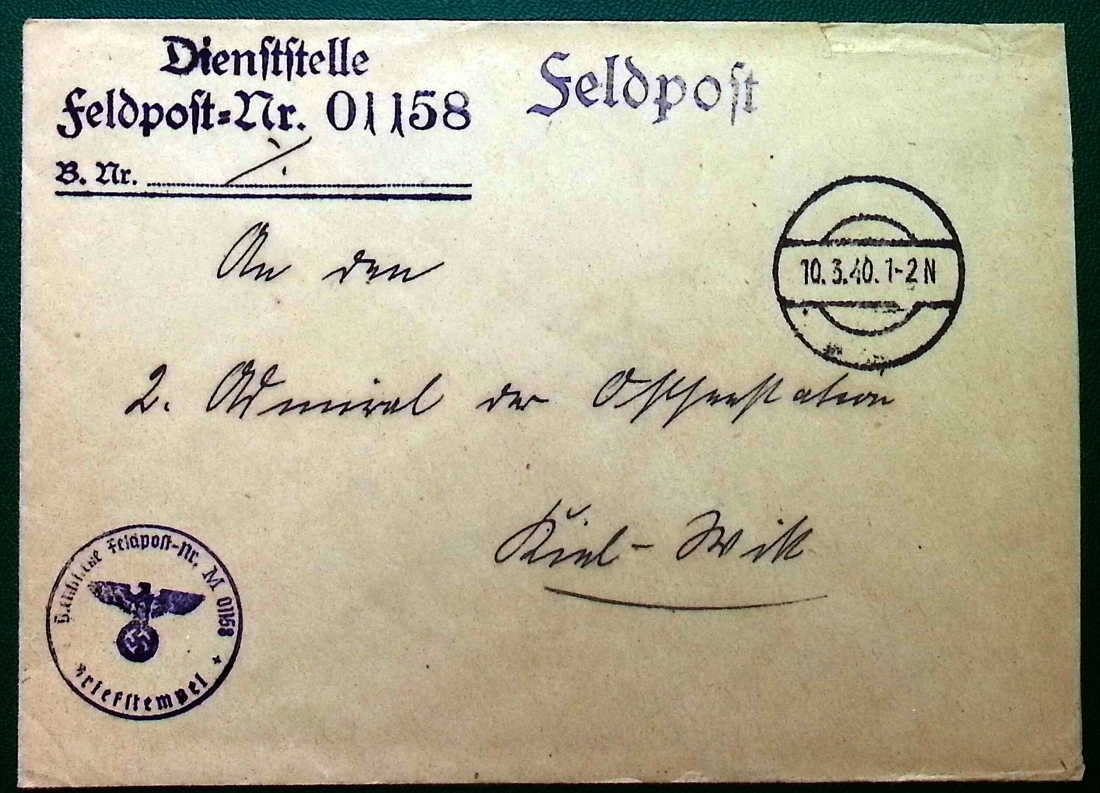 Dienststelle
Feldpost=Nr. 01158
B. Nr. ./.
Feldpost
10.3.40.1-2N
An den
2. Admiral der Ostseestation
Kiel-Wik
Dienststelle Feldpost-Nr. M 01158
Briefstempel